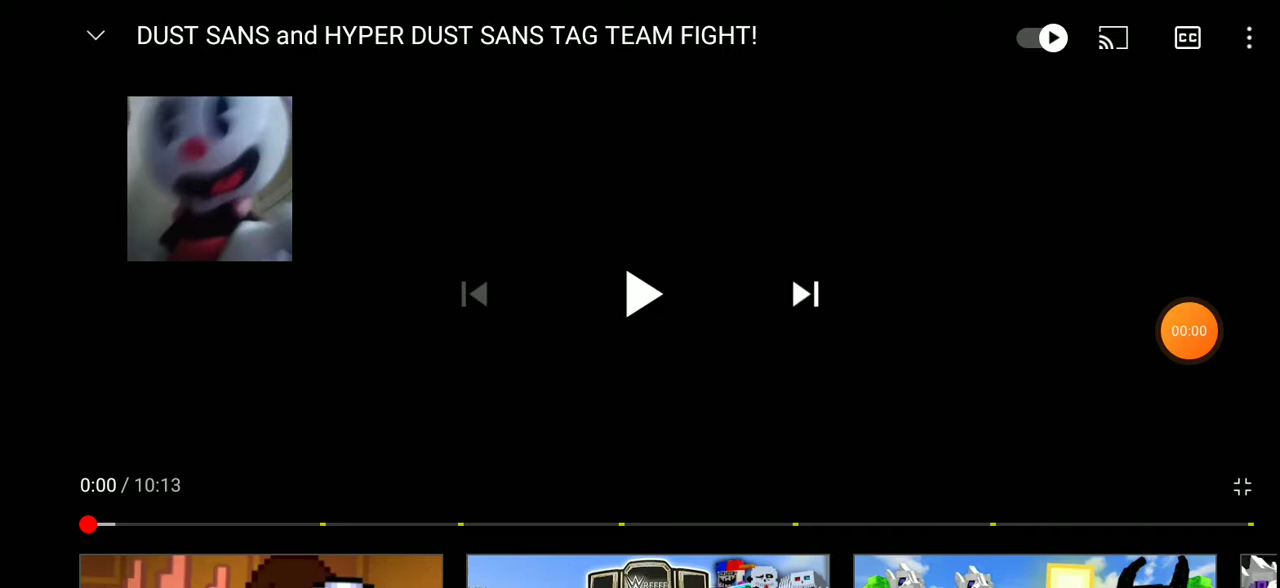 DUST SANS and HYPER DUST SANS TAG TEAM FIGHT!
CC
00:00
0:00 / 10:13